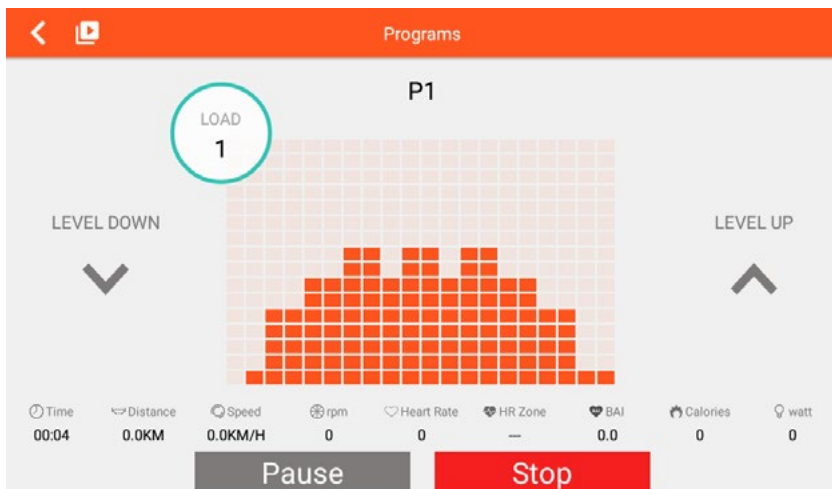 Programs
P1
LOAD
1
LEVEL DOWN
LEVEL UP
Time Distance Speed rpm Heart Rate HR Zone BAI Calories watt
00:04 0.0KM 0.0KM/H 0 0 --- 0.0 0 0
Pause Stop